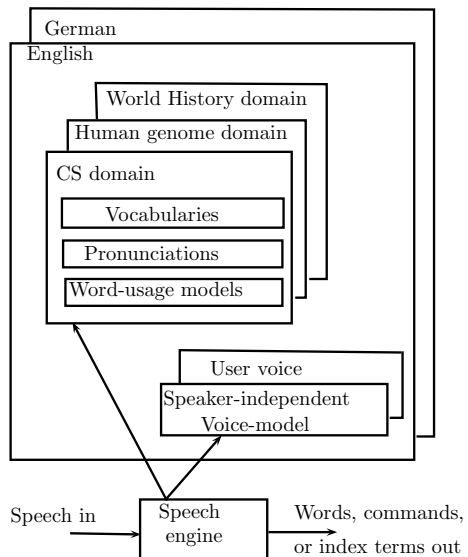 German
English
World History domain
Human genome domain
CS domain
Vocabularies
Pronunciations
Word-usage models
User voice
Speaker-independent
Voice-model
Speech in
Speech
engine
Words, commands,
or index terms out